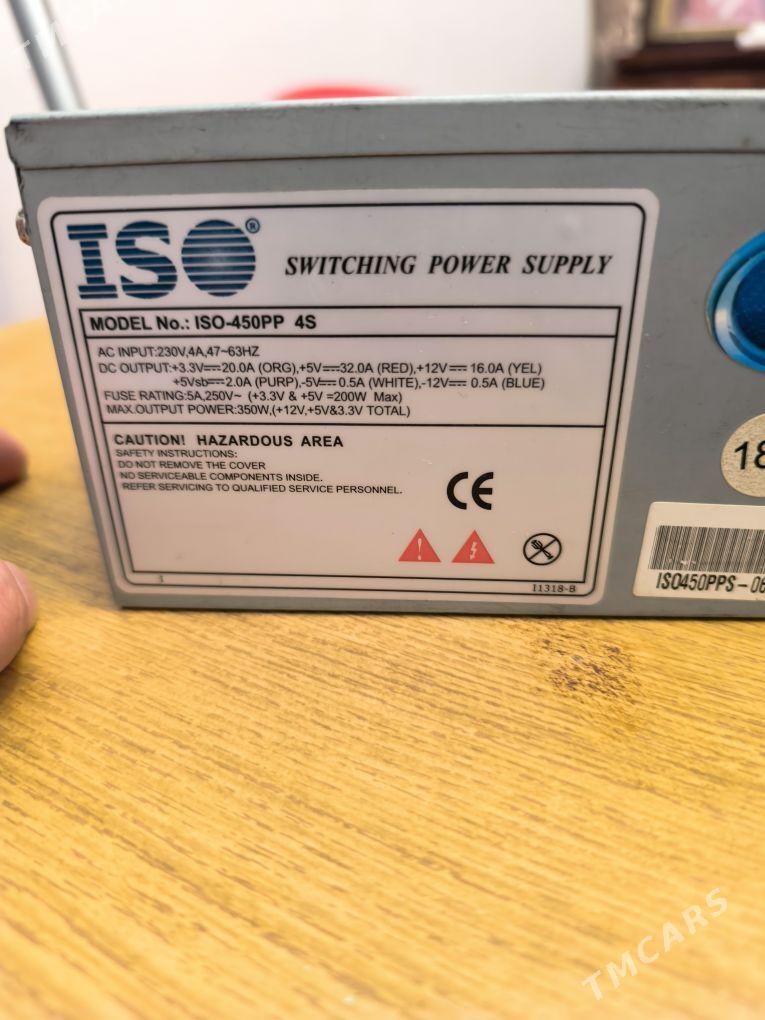 ISO®
SWITCHING POWER SUPPLY
MODEL No.: ISO-450PP 4S
AC INPUT:230V,4A,47~63HZ
DC OUTPUT:+3.3V⎓20.0A (ORG),+5V⎓32.0A (RED),+12V⎓ 16.0A (YEL)
+5Vsb⎓2.0A (PURP),-5V⎓ 0.5A (WHITE),-12V⎓ 0.5A (BLUE)
FUSE RATING:5A,250V~ (+3.3V & +5V =200W Max)
MAX.OUTPUT POWER:350W,(+12V,+5V&3.3V TOTAL)
CAUTION! HAZARDOUS AREA
SAFETY INSTRUCTIONS:
DO NOT REMOVE THE COVER
NO SERVICEABLE COMPONENTS INSIDE.
REFER SERVICING TO QUALIFIED SERVICE PERSONNEL.
CE
I1318-B
18
ISO450PPS-06
TMCARS
TMCARS